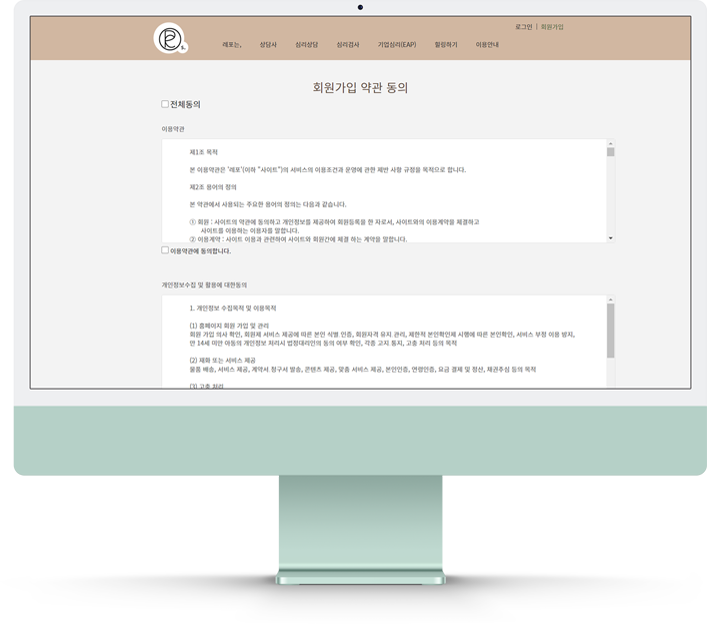 로그인 | 회원가입
래포는, 상담사 심리상담 심리검사 기업심리(EAP) 힐링하기 이용안내
회원가입 약관 동의
전체동의
이용약관
제1조 목적
본 이용약관은 '래포'(이하 "사이트")의 서비스의 이용조건과 운영에 관한 제반 사항 규정을 목적으로 합니다.
제2조 용어의 정의
본 약관에서 사용되는 주요한 용어의 정의는 다음과 같습니다.
① 회원 : 사이트의 약관에 동의하고 개인정보를 제공하여 회원등록을 한 자로서, 사이트와의 이용계약을 체결하고
사이트를 이용하는 이용자를 말합니다.
② 이용계약 : 사이트 이용과 관련하여 사이트와 회원간에 체결 하는 계약을 말합니다.
이용약관에 동의합니다.
개인정보수집 및 활용에 대한동의
1. 개인정보 수집목적 및 이용목적
(1) 홈페이지 회원 가입 및 관리
회원 가입 의사 확인, 회원제 서비스 제공에 따른 본인 식별 인증, 회원자격 유지 관리, 제한적 본인확인제 시행에 따른 본인확인, 서비스 부정 이용 방지,
만 14세 미만 아동의 개인정보 처리시 법정대리인의 동의 여부 확인, 각종 고지 통지, 고충 처리 등의 목적
(2) 재화 또는 서비스 제공
물품 배송, 서비스 제공, 계약서 청구서 발송, 콘텐츠 제공, 맞춤 서비스 제공, 본인인증, 연령인증, 요금 결제 및 정산, 채권추심 등의 목적
(3) 고충 처리